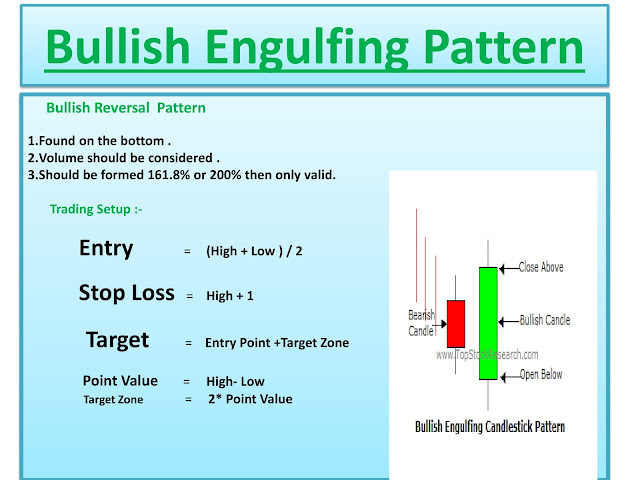 Bullish Engulfing Pattern
Bullish Reversal Pattern
1.Found on the bottom .
2.Volume should be considered .
3.Should be formed 161.8% or 200% then only valid.
Trading Setup :-
Entry = (High + Low ) / 2
Stop Loss = High + 1
Target = Entry Point +Target Zone
Point Value = High- Low
Target Zone = 2* Point Value
Close Above
Bearish
Candle
Bullish Candle
www.TopStockResearch.com
Open Below
Bullish Engulfing Candlestick Pattern